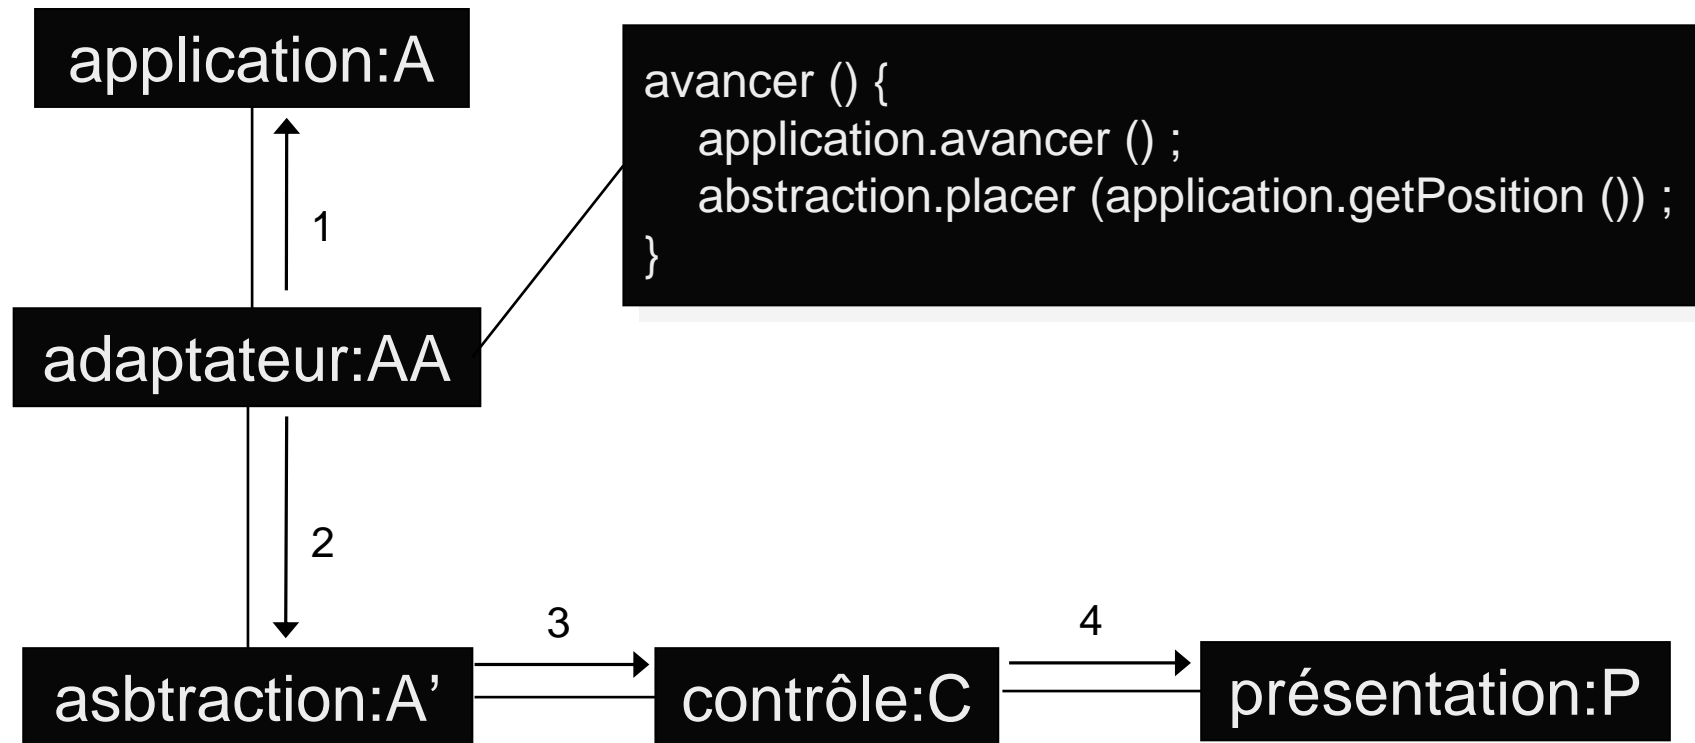 application:A
avancer () {
application.avancer () ;
abstraction.placer (application.getPosition ()) ;
}
1
adaptateur:AA
2
3
4
asbtraction:A’
contrôle:C
présentation:P